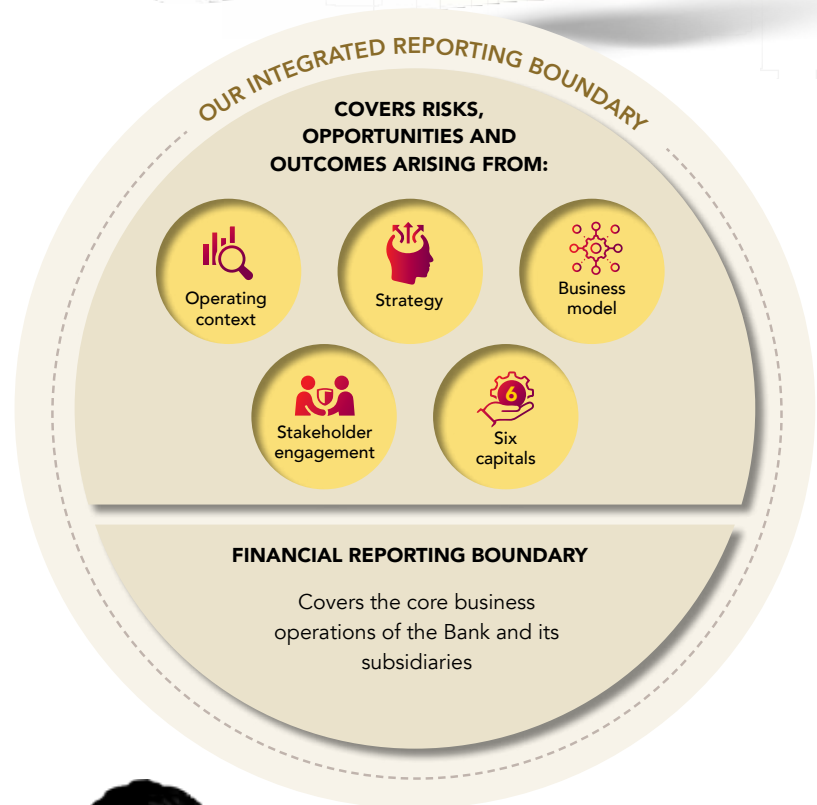 OUR INTEGRATED REPORTING BOUNDARY
COVERS RISKS,
OPPORTUNITIES AND
OUTCOMES ARISING FROM:
Operating
context
Strategy
Business
model
Stakeholder
engagement
6
Six
capitals
FINANCIAL REPORTING BOUNDARY
Covers the core business
operations of the Bank and its
subsidiaries